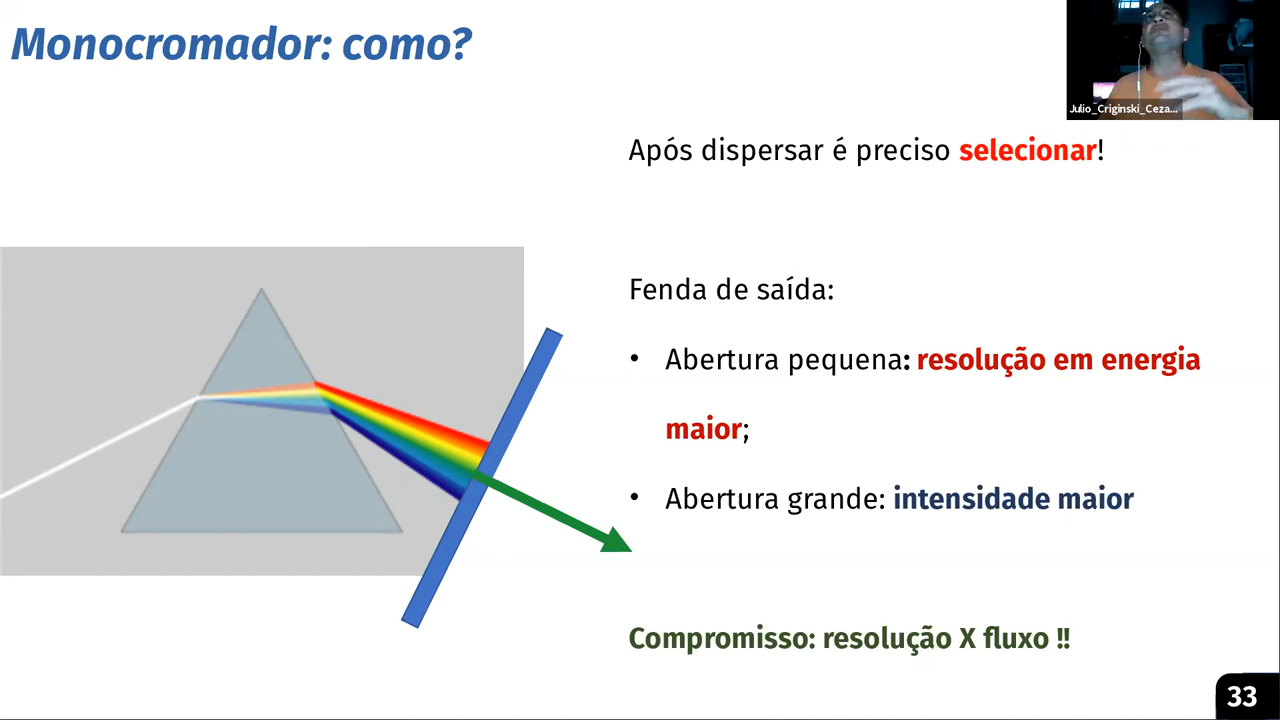 Monocromador: como?
Julio_Criginski_Ceza...
Após dispersar é preciso selecionar!
Fenda de saída:
• Abertura pequena: resolução em energia
maior;
• Abertura grande: intensidade maior
Compromisso: resolução X fluxo !!
33